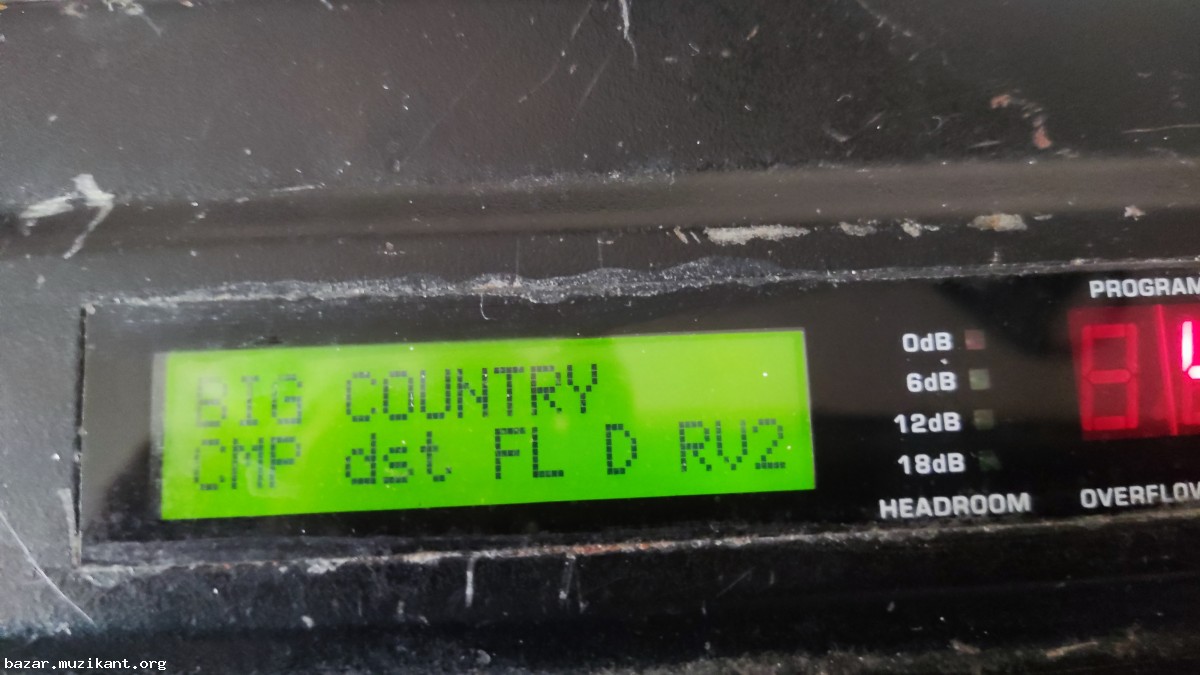 PROGRAM
0dB
6dB
12dB
18dB
HEADROOM
OVERFLOW
BIG COUNTRY
CMP dst FL D RV2
bazar.muzikant.org